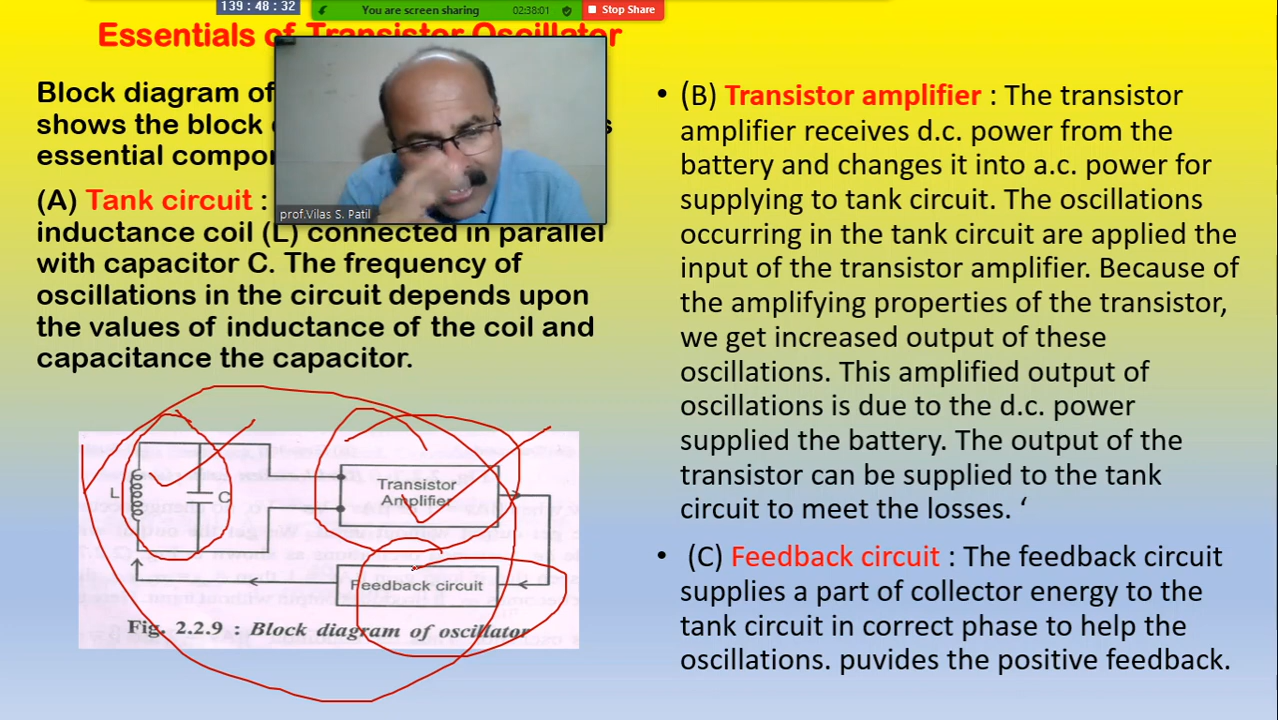 139:48:32
You are screen sharing
02:38:01
Stop Share
Essentials of Transistor Oscillator
Block diagram of
shows the block
essential compo
(A) Tank circuit :
inductance coil (L) connected in parallel
with capacitor C. The frequency of
oscillations in the circuit depends upon
the values of inductance of the coil and
capacitance the capacitor.
prof.Vilas S. Patil
L
C
Transistor
Amplifier
Feedback circuit
Fig. 2.2.9 : Block diagram of oscillator
• (B) Transistor amplifier : The transistor
amplifier receives d.c. power from the
battery and changes it into a.c. power for
supplying to tank circuit. The oscillations
occurring in the tank circuit are applied the
input of the transistor amplifier. Because of
the amplifying properties of the transistor,
we get increased output of these
oscillations. This amplified output of
oscillations is due to the d.c. power
supplied the battery. The output of the
transistor can be supplied to the tank
circuit to meet the losses. ‘
• (C) Feedback circuit : The feedback circuit
supplies a part of collector energy to the
tank circuit in correct phase to help the
oscillations. puvides the positive feedback.